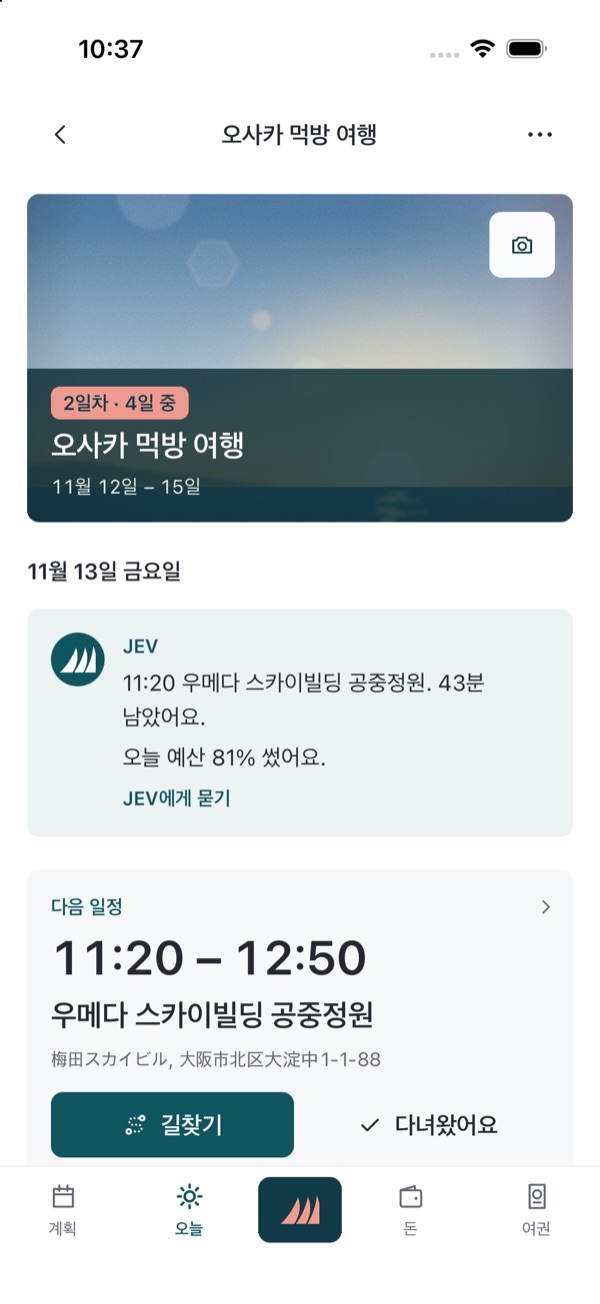 10:37
오사카 먹방 여행
2일차 · 4일 중
오사카 먹방 여행
11월 12일 – 15일
11월 13일 금요일
JEV
11:20 우메다 스카이빌딩 공중정원. 43분
남았어요.
오늘 예산 81% 썼어요.
JEV에게 묻기
다음 일정
11:20 – 12:50
우메다 스카이빌딩 공중정원
梅田スカイビル, 大阪市北区大淀中1-1-88
길찾기
다녀왔어요
계획
오늘
돈
여권